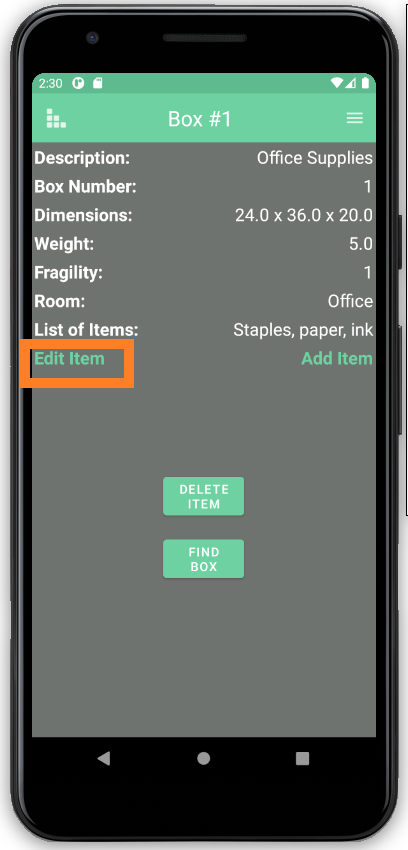 2:30
Box #1
Description: Office Supplies
Box Number: 1
Dimensions: 24.0 x 36.0 x 20.0
Weight: 5.0
Fragility: 1
Room: Office
List of Items: Staples, paper, ink
Edit Item Add Item
DELETE
ITEM
FIND
BOX